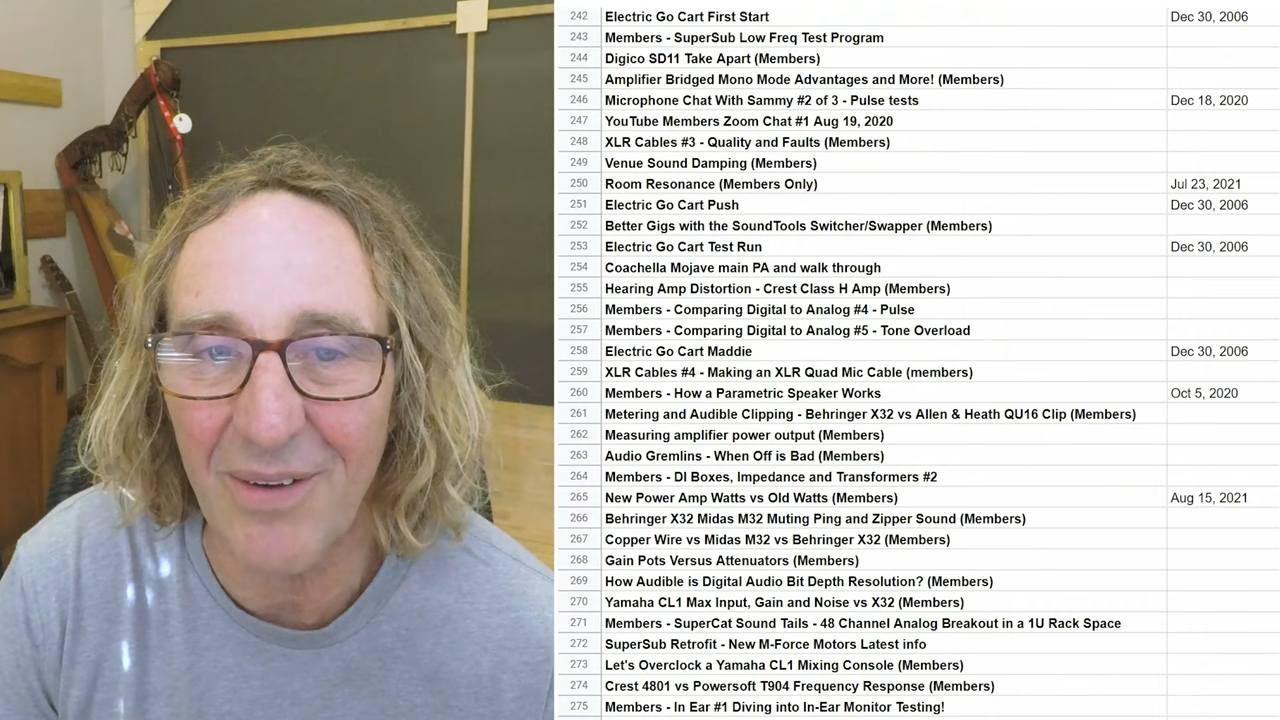 242 Electric Go Cart First Start Dec 30, 2006
243 Members - SuperSub Low Freq Test Program
244 Digico SD11 Take Apart (Members)
245 Amplifier Bridged Mono Mode Advantages and More! (Members)
246 Microphone Chat With Sammy #2 of 3 - Pulse tests Dec 18, 2020
247 YouTube Members Zoom Chat #1 Aug 19, 2020
248 XLR Cables #3 - Quality and Faults (Members)
249 Venue Sound Damping (Members)
250 Room Resonance (Members Only) Jul 23, 2021
251 Electric Go Cart Push Dec 30, 2006
252 Better Gigs with the SoundTools Switcher/Swapper (Members)
253 Electric Go Cart Test Run Dec 30, 2006
254 Coachella Mojave main PA and walk through
255 Hearing Amp Distortion - Crest Class H Amp (Members)
256 Members - Comparing Digital to Analog #4 - Pulse
257 Members - Comparing Digital to Analog #5 - Tone Overload
258 Electric Go Cart Maddie Dec 30, 2006
259 XLR Cables #4 - Making an XLR Quad Mic Cable (members)
260 Members - How a Parametric Speaker Works Oct 5, 2020
261 Metering and Audible Clipping - Behringer X32 vs Allen & Heath QU16 Clip (Members)
262 Measuring amplifier power output (Members)
263 Audio Gremlins - When Off is Bad (Members)
264 Members - DI Boxes, Impedance and Transformers #2
265 New Power Amp Watts vs Old Watts (Members) Aug 15, 2021
266 Behringer X32 Midas M32 Muting Ping and Zipper Sound (Members)
267 Copper Wire vs Midas M32 vs Behringer X32 (Members)
268 Gain Pots Versus Attenuators (Members)
269 How Audible is Digital Audio Bit Depth Resolution? (Members)
270 Yamaha CL1 Max Input, Gain and Noise vs X32 (Members)
271 Members - SuperCat Sound Tails - 48 Channel Analog Breakout in a 1U Rack Space
272 SuperSub Retrofit - New M-Force Motors Latest info
273 Let's Overclock a Yamaha CL1 Mixing Console (Members)
274 Crest 4801 vs Powersoft T904 Frequency Response (Members)
275 Members - In Ear #1 Diving into In-Ear Monitor Testing!